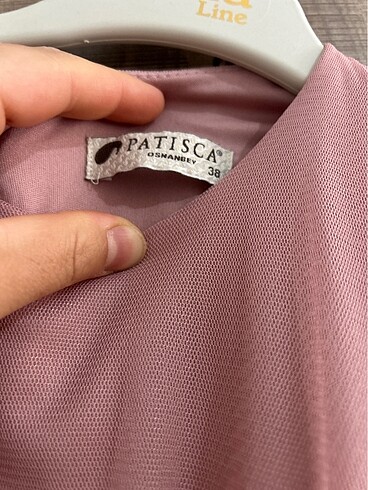 Line
PATISCA®
OSMANBEY
38